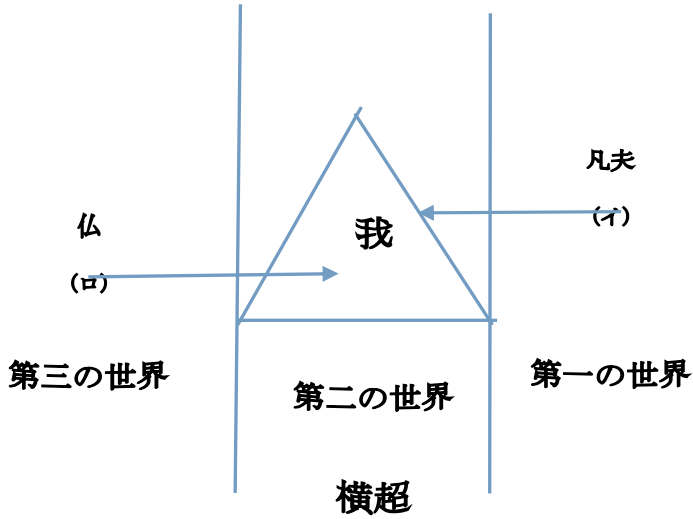 凡夫
(イ)
仏
(ロ)
我
第三の世界
第二の世界
第一の世界
横超